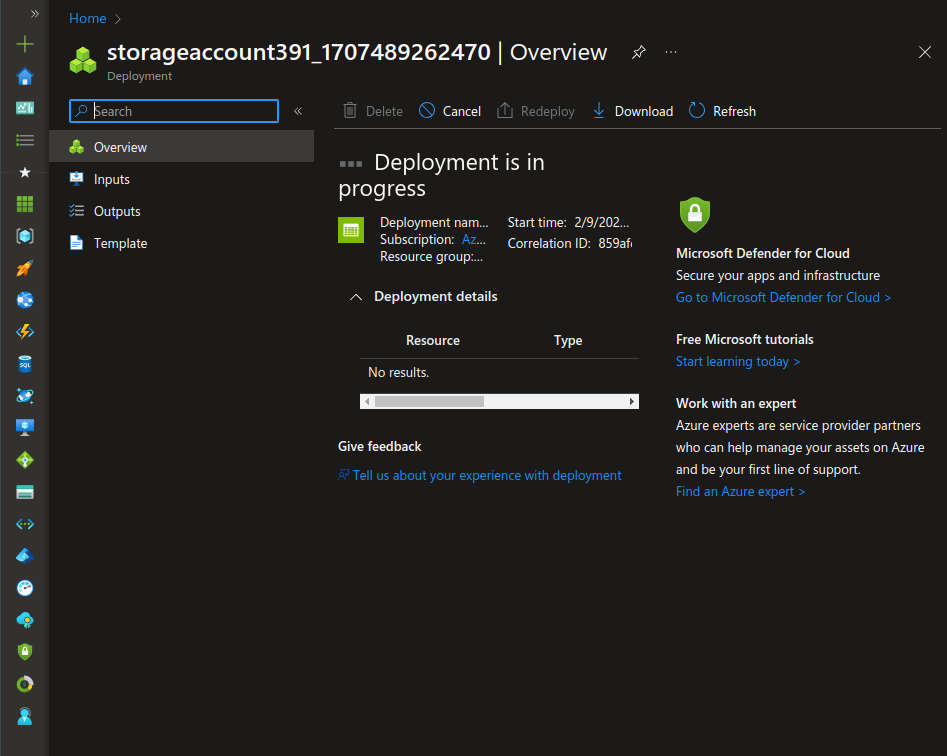 Home
storageaccount391_1707489262470 | Overview
Deployment
Search
Delete
Cancel
Redeploy
Download
Refresh
Overview
Inputs
Outputs
Template
Deployment is in
progress
Deployment nam...
Subscription: Az...
Resource group:...
Start time: 2/9/202...
Correlation ID: 859af
Deployment details
Resource Type
No results.
Give feedback
Tell us about your experience with deployment
Microsoft Defender for Cloud
Secure your apps and infrastructure
Go to Microsoft Defender for Cloud >
Free Microsoft tutorials
Start learning today >
Work with an expert
Azure experts are service provider partners
who can help manage your assets on Azure
and be your first line of support.
Find an Azure expert >
SQL